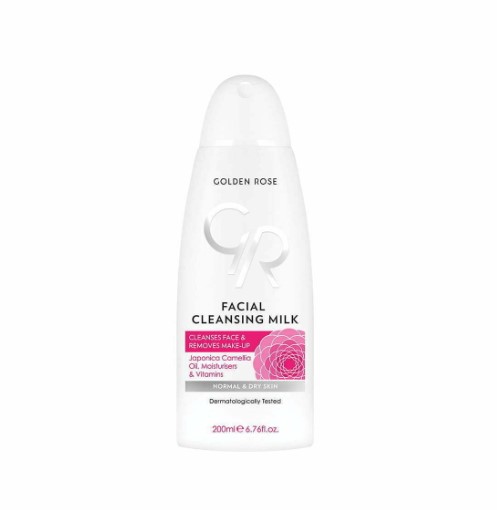 GOLDEN ROSE
GR
FACIAL
CLEANSING MILK
CLEANSES FACE &
REMOVES MAKE-UP
Japonica Camellia
Oil, Moisturisers
& Vitamins
NORMAL & DRY SKIN
Dermatologically Tested
200ml℮6.76fl.oz.